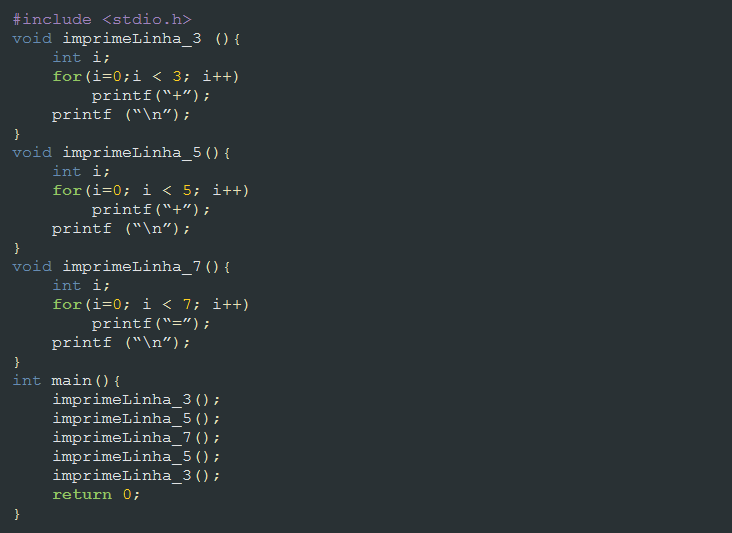 #include <stdio.h>
void imprimeLinha_3 (){
    int i;
    for(i=0;i < 3; i++)
        printf(“+”);
    printf (“\n”);
}
void imprimeLinha_5(){
    int i;
    for(i=0; i < 5; i++)
        printf(“+”);
    printf (“\n”);
}
void imprimeLinha_7(){
    int i;
    for(i=0; i < 7; i++)
        printf(“=”);
    printf (“\n”);
}
int main(){
    imprimeLinha_3();
    imprimeLinha_5();
    imprimeLinha_7();
    imprimeLinha_5();
    imprimeLinha_3();
    return 0;
}